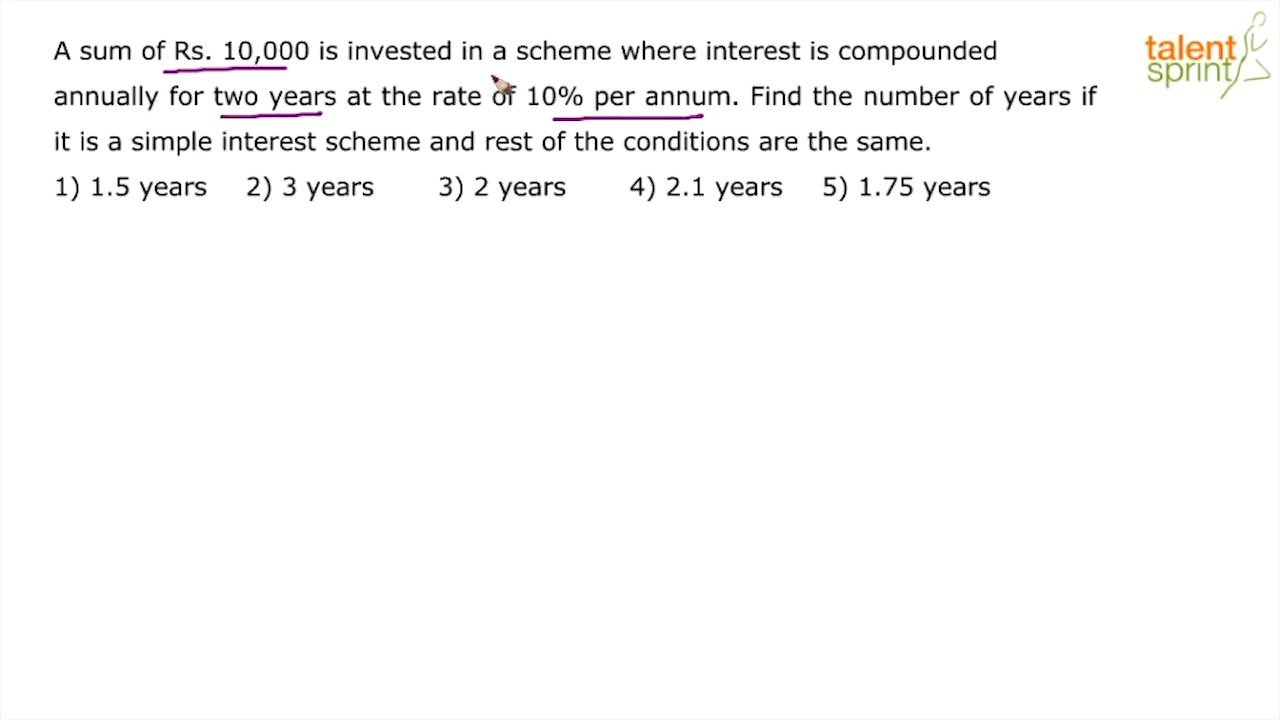 A sum of Rs. 10,000 is invested in a scheme where interest is compounded
annually for two years at the rate of 10% per annum. Find the number of years if
it is a simple interest scheme and rest of the conditions are the same.
1) 1.5 years 2) 3 years 3) 2 years 4) 2.1 years 5) 1.75 years
talent
sprint